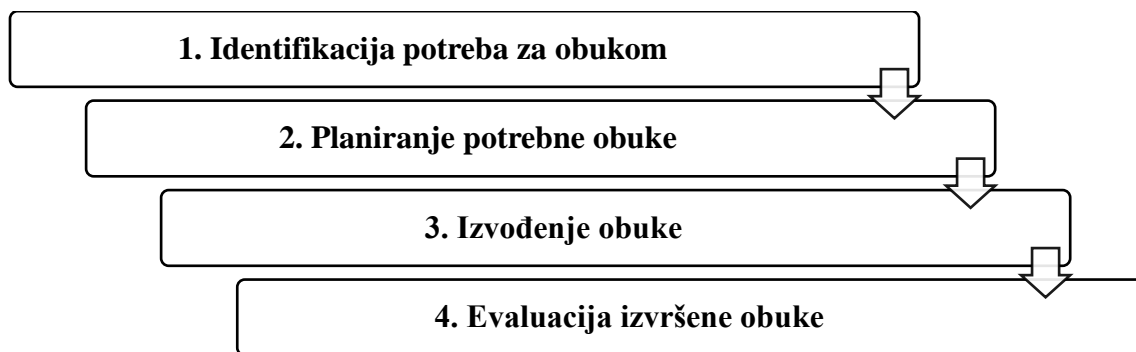 1. Identifikacija potreba za obukom
2. Planiranje potrebne obuke
3. Izvođenje obuke
4. Evaluacija izvršene obuke